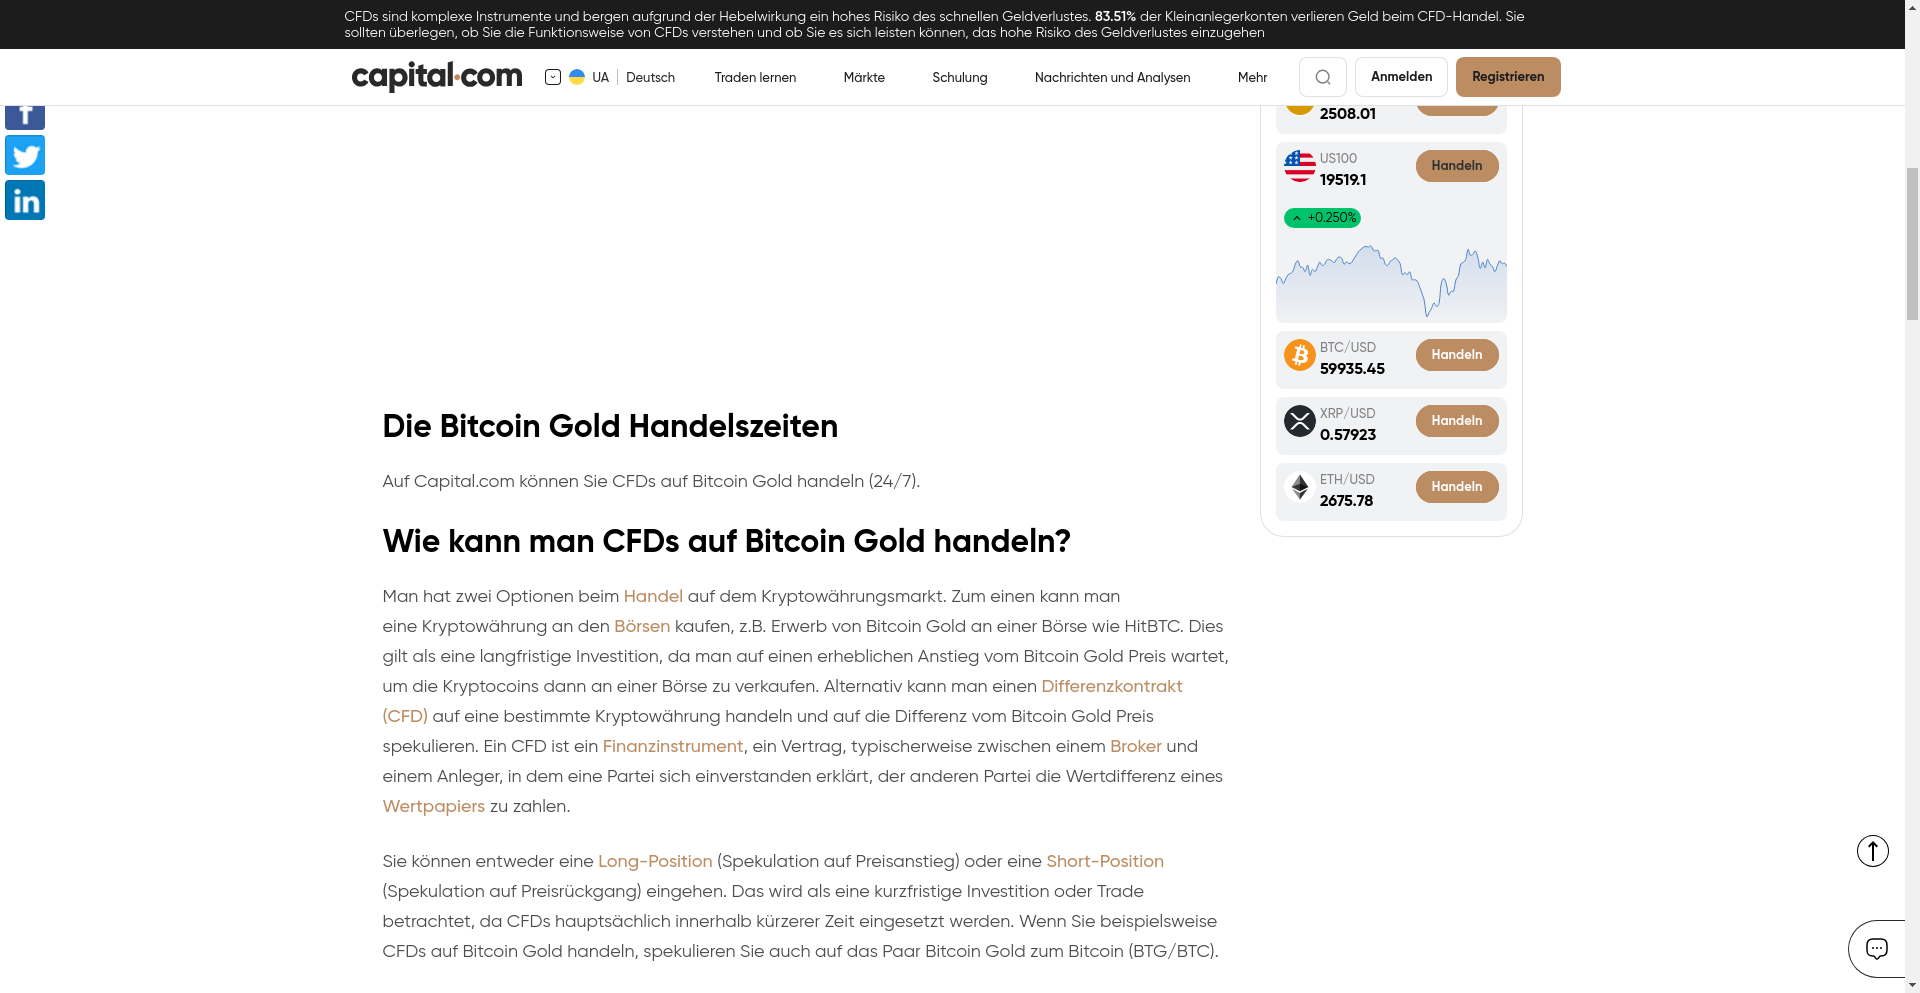 CFDs sind komplexe Instrumente und bergen aufgrund der Hebelwirkung ein hohes Risiko des schnellen Geldverlustes. 83.51% der Kleinanlegerkonten verlieren Geld beim CFD-Handel. Sie
sollten überlegen, ob Sie die Funktionsweise von CFDs verstehen und ob Sie es sich leisten können, das hohe Risiko des Geldverlustes einzugehen
capital.com
UA
Deutsch
Traden lernen
Märkte
Schulung
Nachrichten und Analysen
Mehr
Anmelden
Registrieren
f
in
2508.01
US100
19519.1
Handeln
+0.250%
BTC/USD
59935.45
Handeln
XRP/USD
0.57923
Handeln
ETH/USD
2675.78
Handeln
Die Bitcoin Gold Handelszeiten
Auf Capital.com können Sie CFDs auf Bitcoin Gold handeln (24/7).
Wie kann man CFDs auf Bitcoin Gold handeln?
Man hat zwei Optionen beim Handel auf dem Kryptowährungsmarkt. Zum einen kann man
eine Kryptowährung an den Börsen kaufen, z.B. Erwerb von Bitcoin Gold an einer Börse wie HitBTC. Dies
gilt als eine langfristige Investition, da man auf einen erheblichen Anstieg vom Bitcoin Gold Preis wartet,
um die Kryptocoins dann an einer Börse zu verkaufen. Alternativ kann man einen Differenzkontrakt
(CFD) auf eine bestimmte Kryptowährung handeln und auf die Differenz vom Bitcoin Gold Preis
spekulieren. Ein CFD ist ein Finanzinstrument, ein Vertrag, typischerweise zwischen einem Broker und
einem Anleger, in dem eine Partei sich einverstanden erklärt, der anderen Partei die Wertdifferenz eines
Wertpapiers zu zahlen.
Sie können entweder eine Long-Position (Spekulation auf Preisanstieg) oder eine Short-Position
(Spekulation auf Preisrückgang) eingehen. Das wird als eine kurzfristige Investition oder Trade
betrachtet, da CFDs hauptsächlich innerhalb kürzerer Zeit eingesetzt werden. Wenn Sie beispielsweise
CFDs auf Bitcoin Gold handeln, spekulieren Sie auch auf das Paar Bitcoin Gold zum Bitcoin (BTG/BTC).